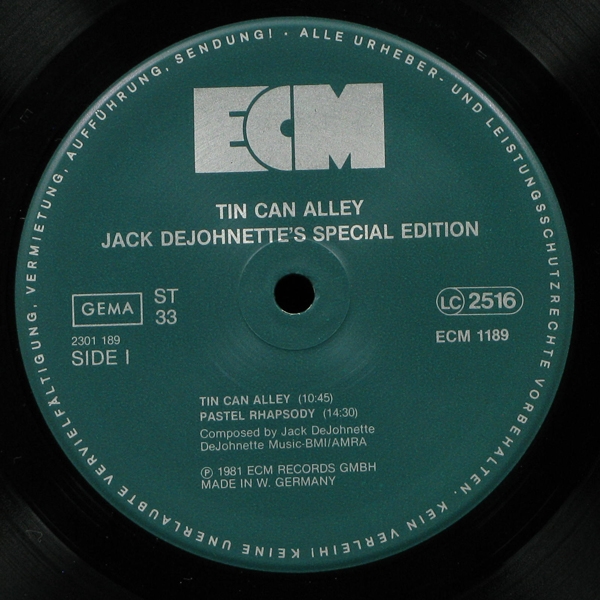 ALLE URHEBER- UND LEISTUNGSSCHUTZRECHTE VORBEHALTEN. KEIN VERLEIH! KEINE UNERLAUBTE VERVIELFÄLTIGUNG, VERMIETUNG, AUFFÜHRUNG, SENDUNG! ·
ECM
TIN CAN ALLEY
JACK DEJOHNETTE'S SPECIAL EDITION
GEMA
ST
33
LC 2516
2301 189
SIDE I
ECM 1189
TIN CAN ALLEY (10:45)
PASTEL RHAPSODY (14:30)
Composed by Jack DeJohnette
DeJohnette Music-BMI/AMRA
℗ 1981 ECM RECORDS GMBH
MADE IN W. GERMANY